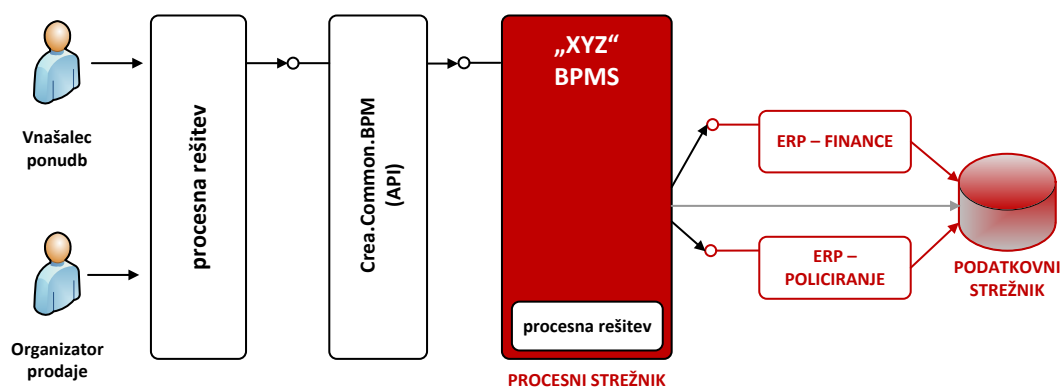 Vnašalec
ponudb
Organizator
prodaje
procesna rešitev
Crea.Common.BPM
(API)
„XYZ“
BPMS
procesna rešitev
PROCESNI STREŽNIK
ERP – FINANCE
ERP –
POLICIRANJE
PODATKOVNI
STREŽNIK